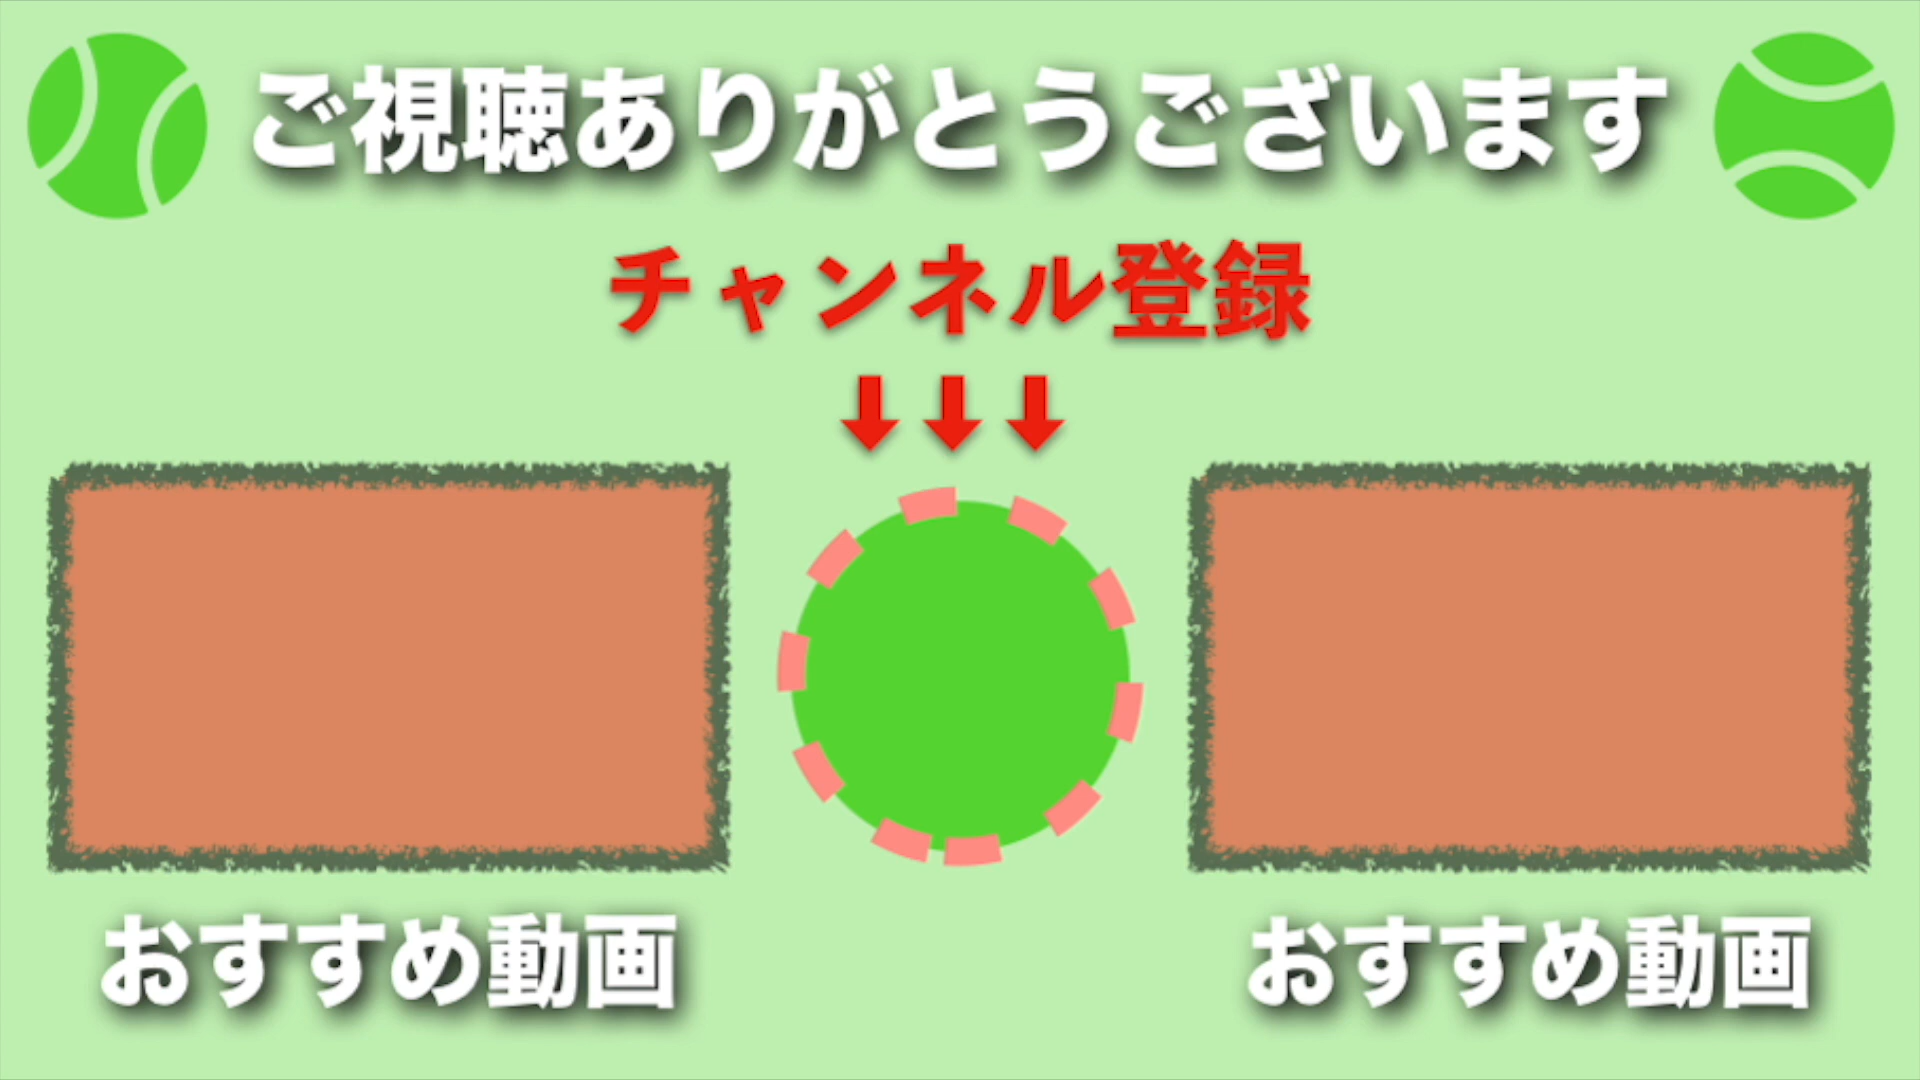 ご視聴ありがとうございます
チャンネル登録
おすすめ動画
おすすめ動画